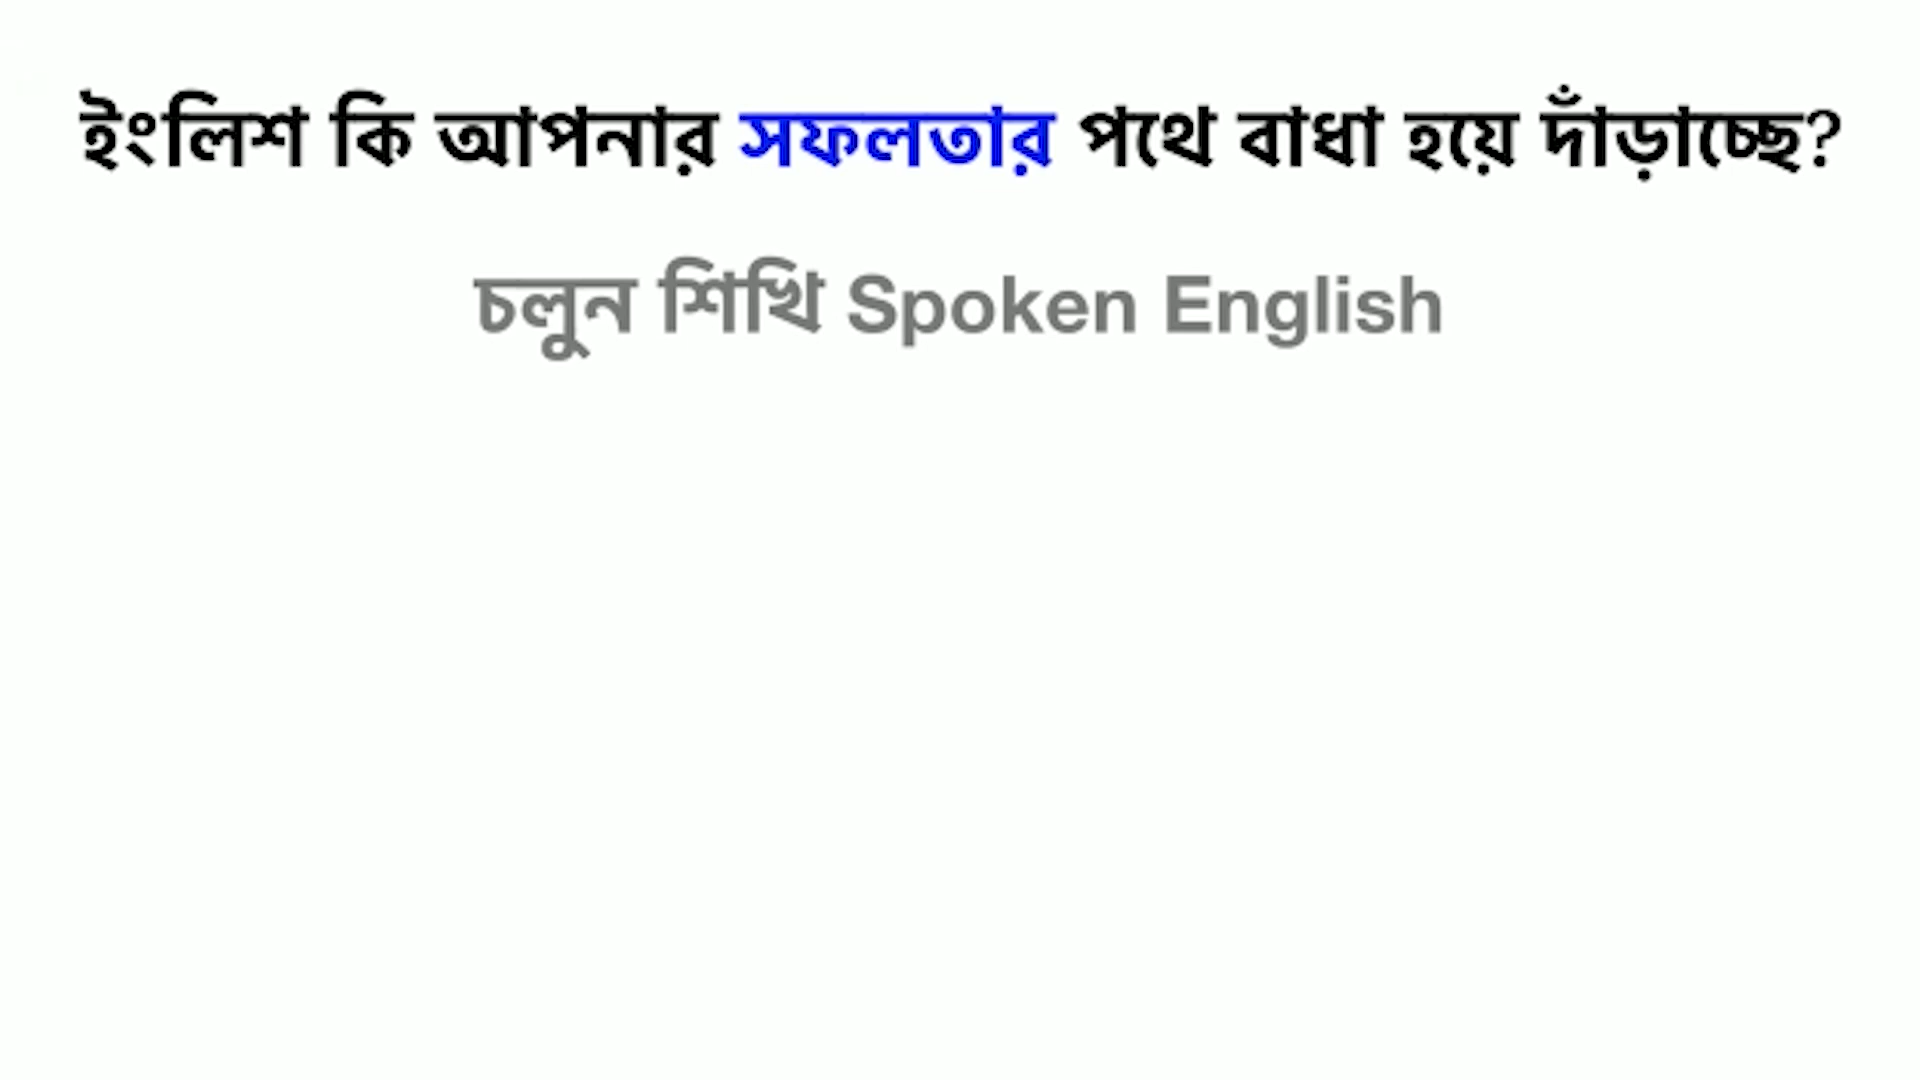 ইংলিশ কি আপনার সফলতার পথে বাধা হয়ে দাঁড়াচ্ছে?
চলুন শিখি Spoken English